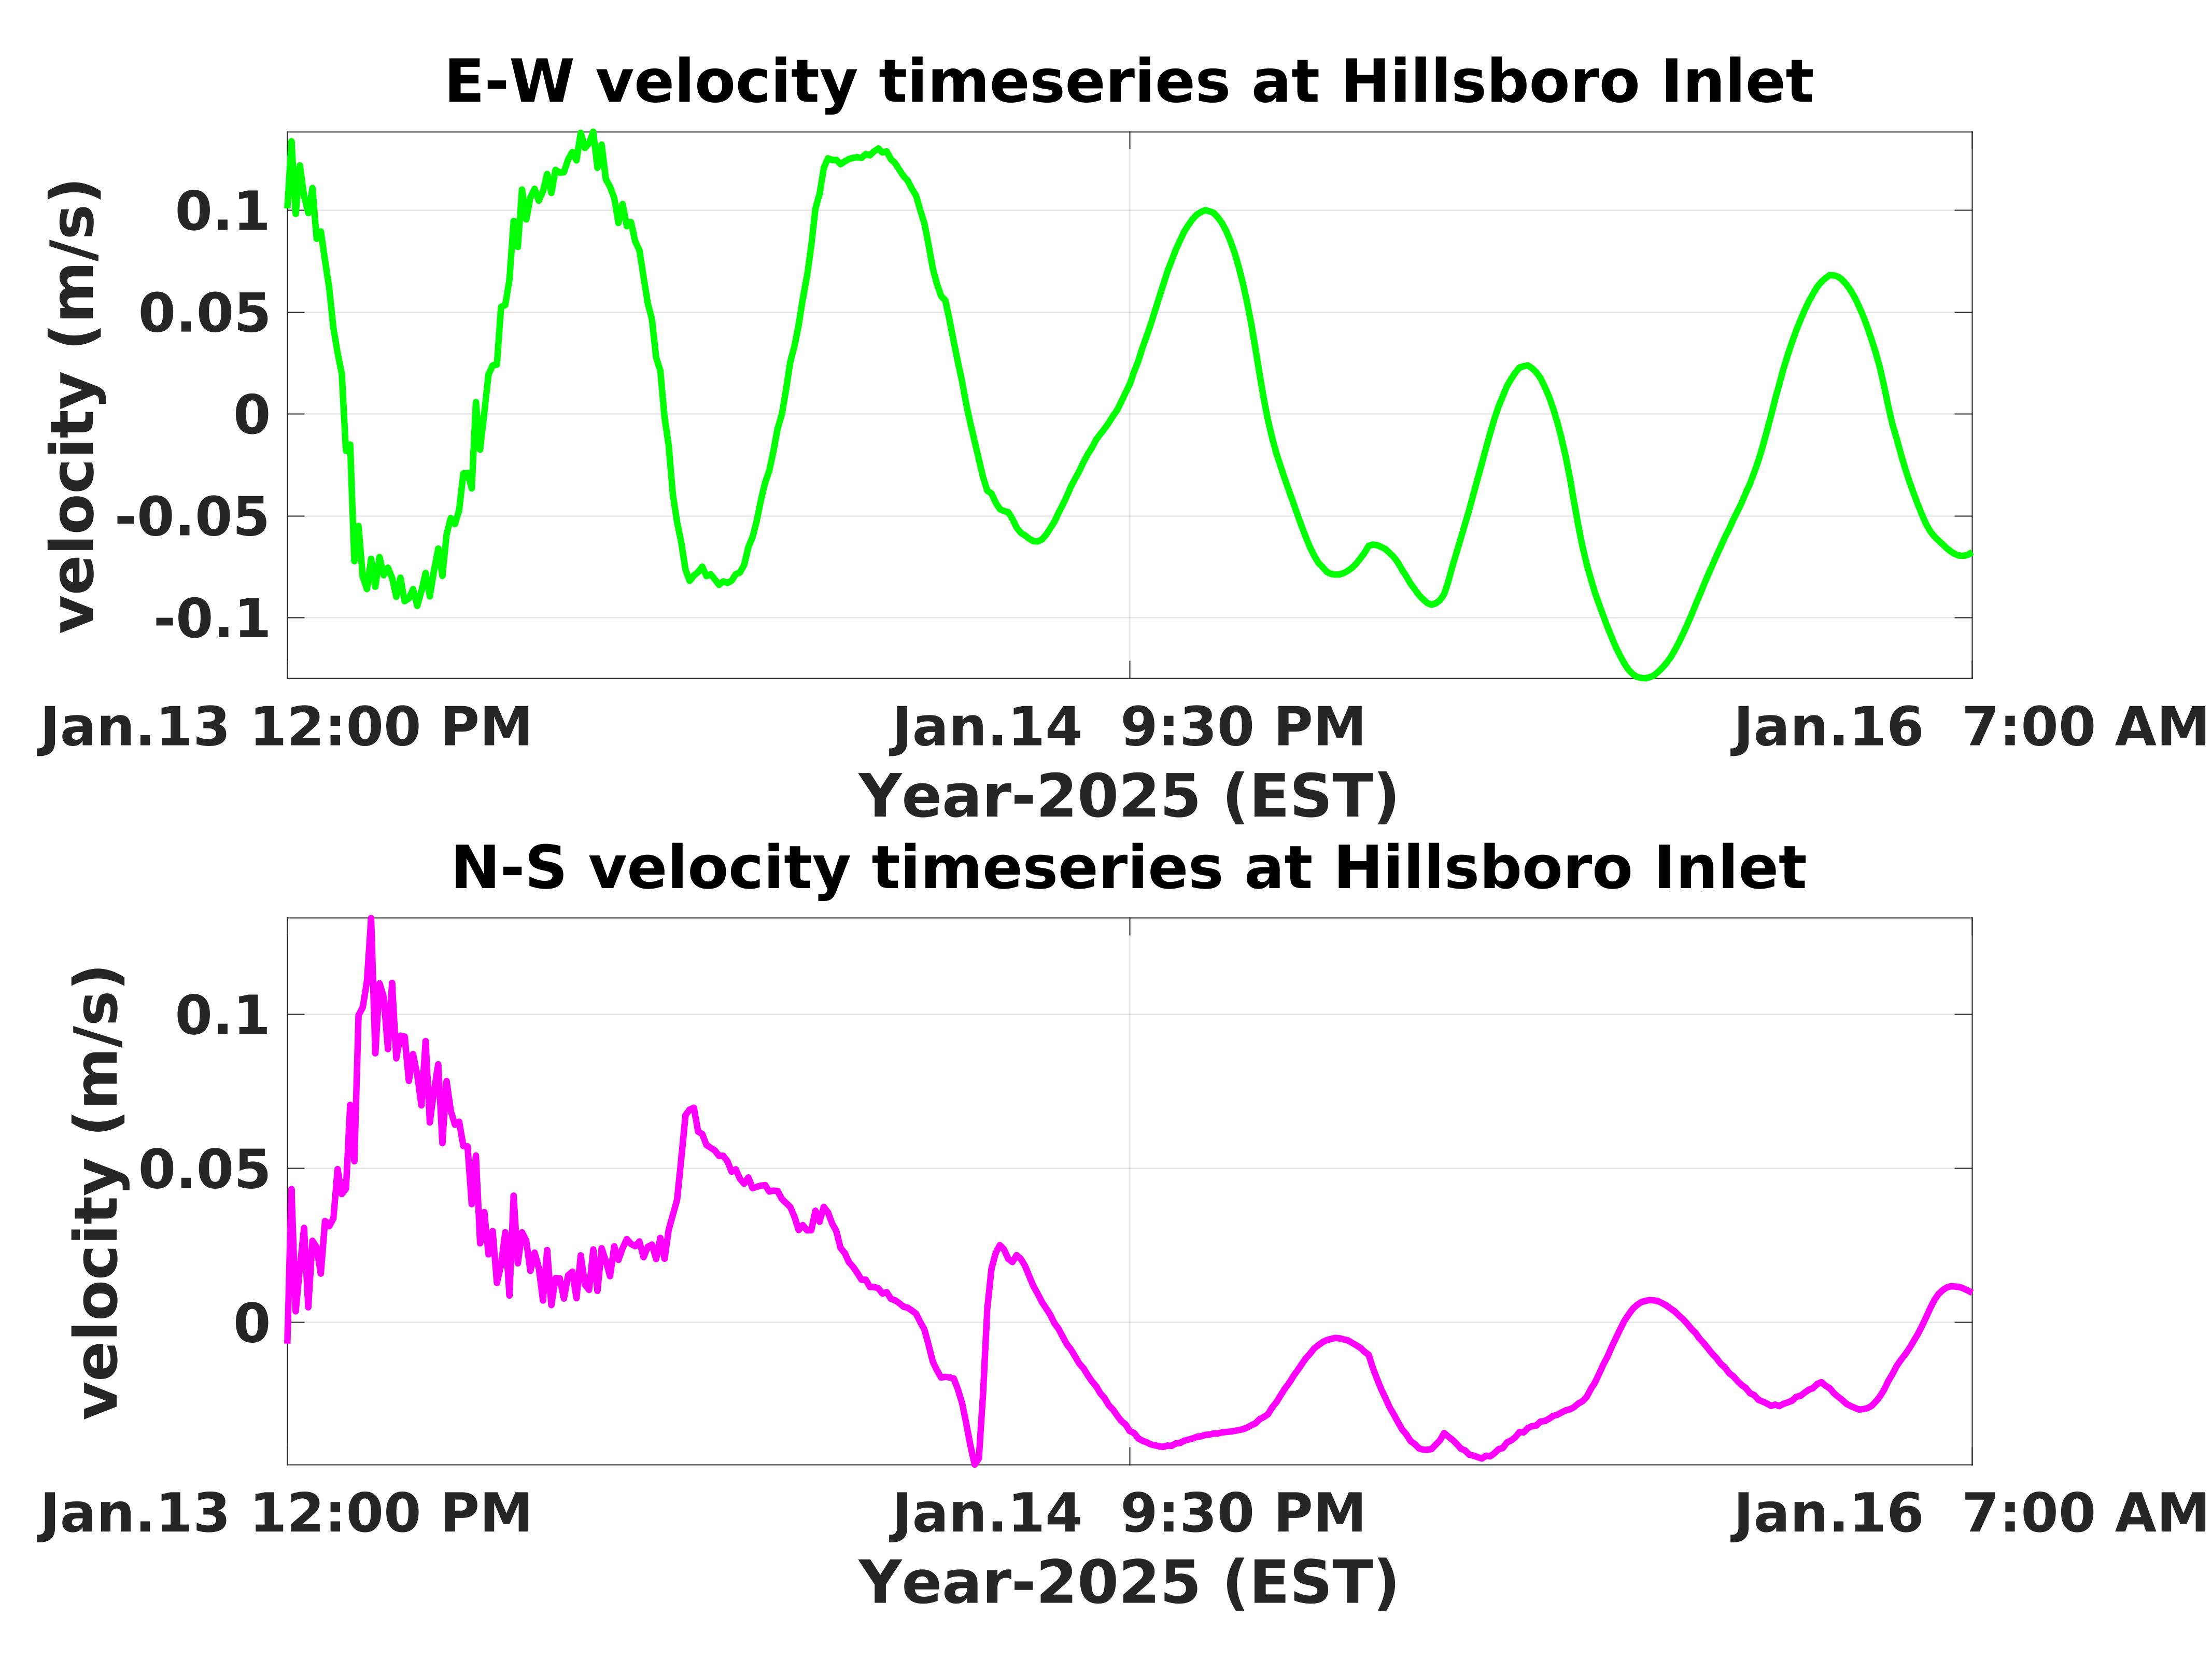 E-W velocity timeseries at Hillsboro Inlet
velocity (m/s)
0.1
0.05
0
-0.05
-0.1
Jan.13 12:00 PM
Jan.14 9:30 PM
Jan.16 7:00 AM
Year-2025 (EST)
N-S velocity timeseries at Hillsboro Inlet
velocity (m/s)
0.1
0.05
0
Jan.13 12:00 PM
Jan.14 9:30 PM
Jan.16 7:00 AM
Year-2025 (EST)